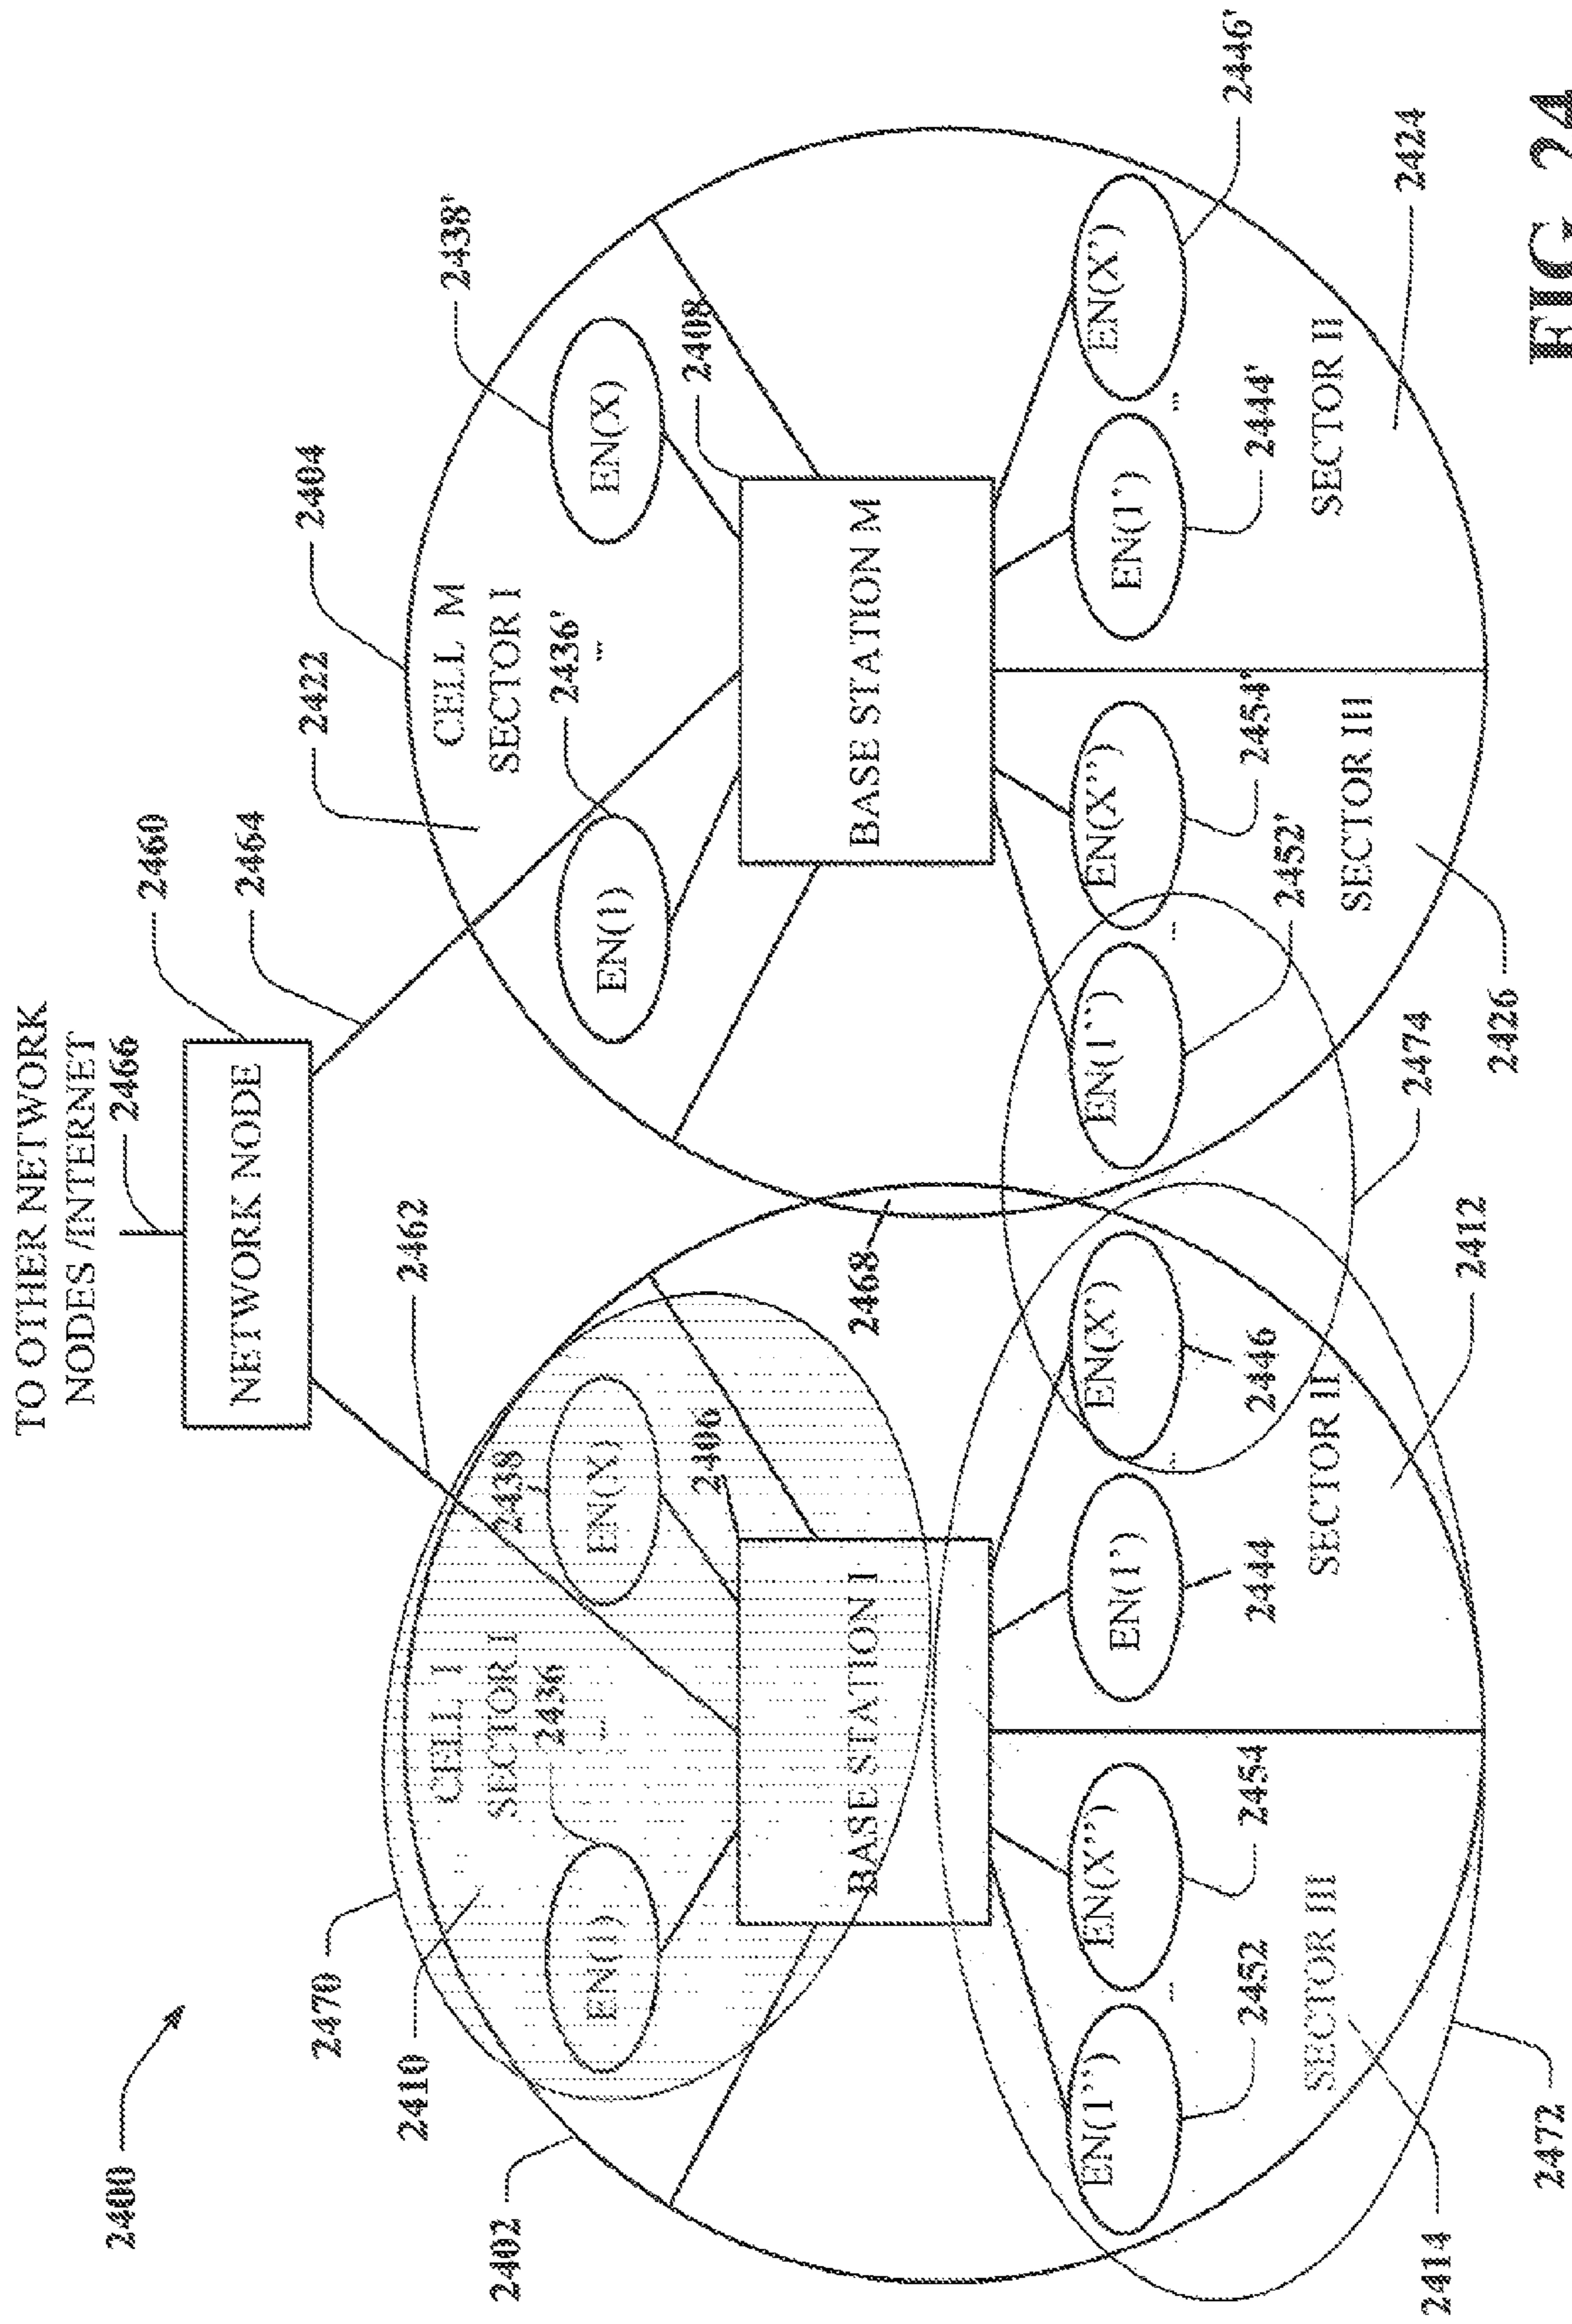 2400
TO OTHER NETWORK
NODES /INTERNET
2466
NETWORK NODE
2460
2462
2464
2470
2410
2402
CELL I
SECTOR I
2436
2438
EN(1)
EN(X)
2406
BASE STATION I
EN(1'')
EN(X'')
EN(1')
EN(X')
...
...
2452
2454
2444
2446
SECTOR III
SECTOR II
2414
2472
2412
2468
2474
2422
2404
2438'
CELL M
SECTOR I
2436'
...
EN(1)
EN(X)
2408
BASE STATION M
EN(1'')
EN(X'')
EN(1')
EN(X')
...
...
2452'
2454'
2444'
2446'
SECTOR III
SECTOR II
2426
2424
FIG. 24